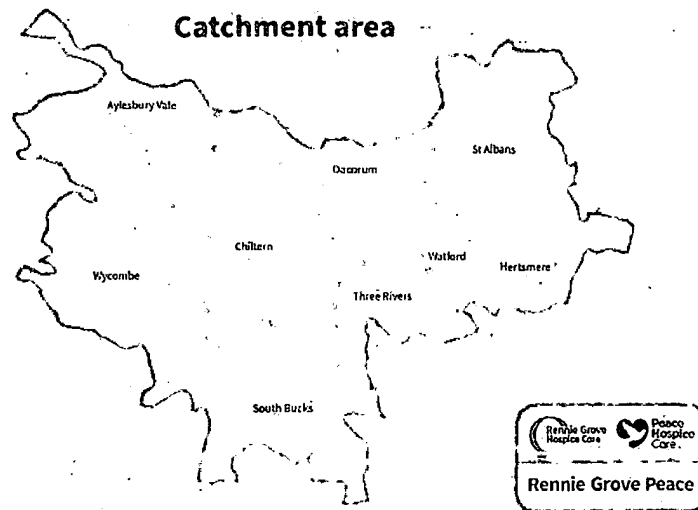 Catchment area
Aylesbury Vale
St Albans
Dacorum
Chiltern
Watford
Wycombe
Hertsmere
Three Rivers
South Bucks
Rennie Grove
Hospice Care
Peace
Hospice
Care
Rennie Grove Peace